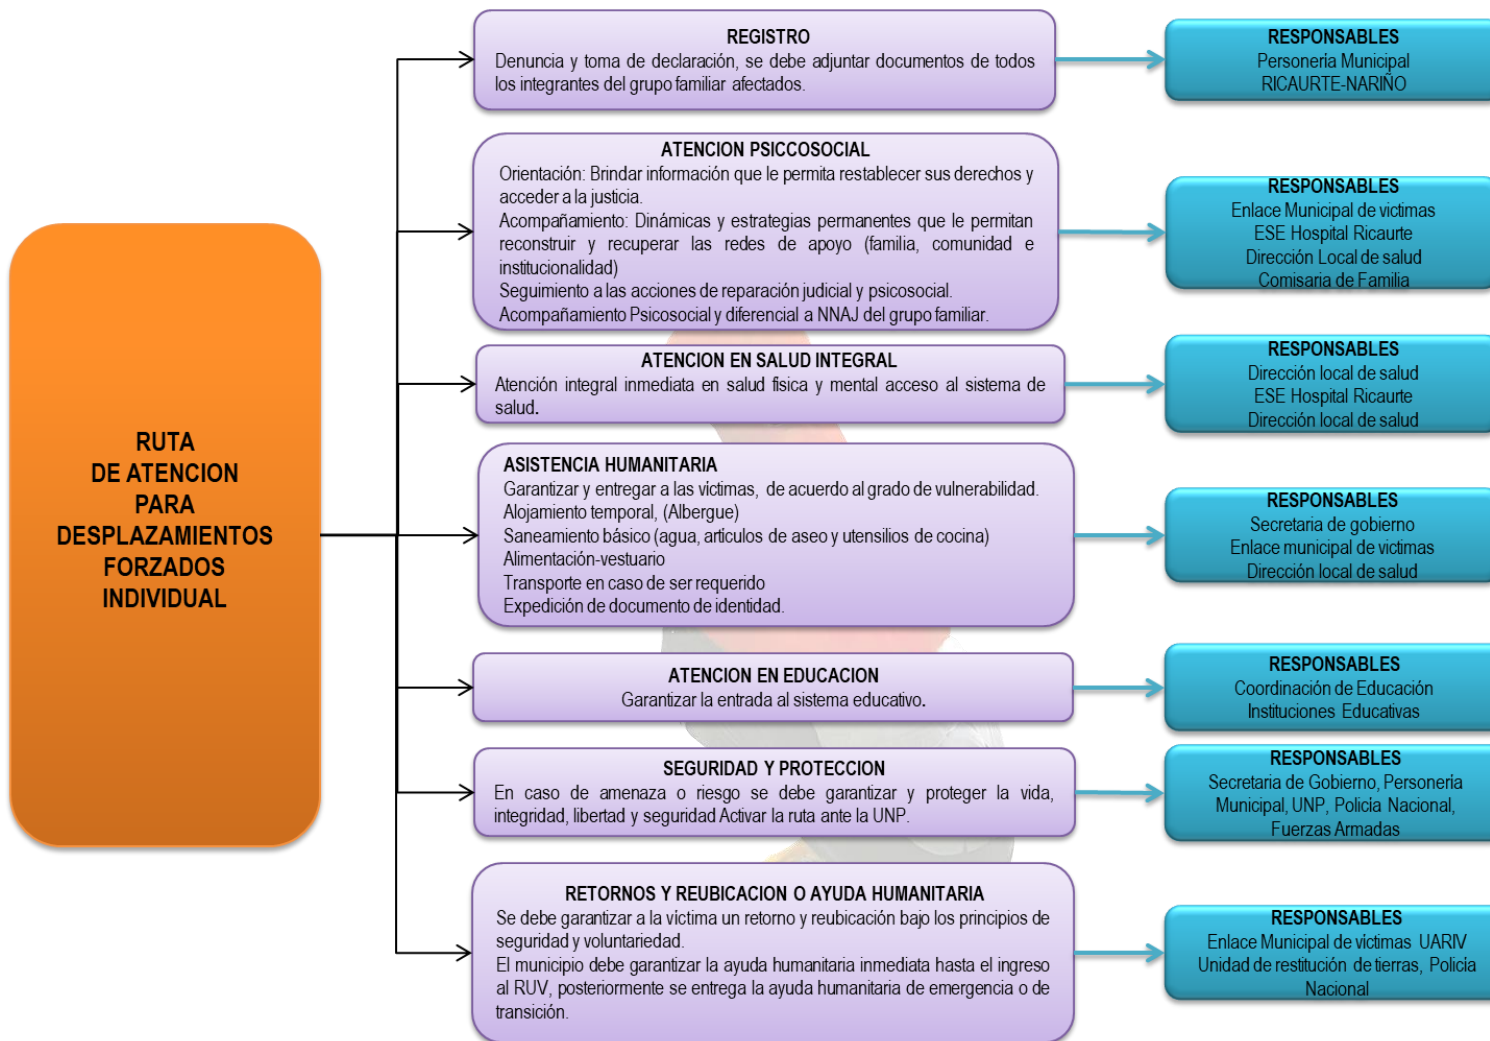 RUTA
DE ATENCION
PARA
DESPLAZAMIENTOS
FORZADOS
INDIVIDUAL
REGISTRO
Denuncia y toma de declaración, se debe adjuntar documentos de todos
los integrantes del grupo familiar afectados.
RESPONSABLES
Personería Municipal
RICAURTE-NARIÑO
ATENCION PSICCOSOCIAL
Orientación: Brindar información que le permita restablecer sus derechos y
acceder a la justicia.
Acompañamiento: Dinámicas y estrategias permanentes que le permitan
reconstruir y recuperar las redes de apoyo (familia, comunidad e
institucionalidad)
Seguimiento a las acciones de reparación judicial y psicosocial.
Acompañamiento Psicosocial y diferencial a NNAJ del grupo familiar.
RESPONSABLES
Enlace Municipal de victimas
ESE Hospital Ricaurte
Dirección Local de salud
Comisaria de Familia
ATENCION EN SALUD INTEGRAL
Atención integral inmediata en salud física y mental acceso al sistema de
salud.
RESPONSABLES
Dirección local de salud
ESE Hospital Ricaurte
Dirección local de salud
ASISTENCIA HUMANITARIA
Garantizar y entregar a las víctimas, de acuerdo al grado de vulnerabilidad.
Alojamiento temporal, (Albergue)
Saneamiento básico (agua, artículos de aseo y utensilios de cocina)
Alimentación-vestuario
Transporte en caso de ser requerido
Expedición de documento de identidad.
RESPONSABLES
Secretaria de gobierno
Enlace municipal de victimas
Dirección local de salud
ATENCION EN EDUCACION
Garantizar la entrada al sistema educativo.
RESPONSABLES
Coordinación de Educación
Instituciones Educativas
SEGURIDAD Y PROTECCION
En caso de amenaza o riesgo se debe garantizar y proteger la vida,
integridad, libertad y seguridad Activar la ruta ante la UNP.
RESPONSABLES
Secretaria de Gobierno, Personería
Municipal, UNP, Policía Nacional,
Fuerzas Armadas
RETORNOS Y REUBICACION O AYUDA HUMANITARIA
Se debe garantizar a la víctima un retorno y reubicación bajo los principios de
seguridad y voluntariedad.
El municipio debe garantizar la ayuda humanitaria inmediata hasta el ingreso
al RUV, posteriormente se entrega la ayuda humanitaria de emergencia o de
transición.
RESPONSABLES
Enlace Municipal de víctimas UARIV
Unidad de restitución de tierras, Policía
Nacional